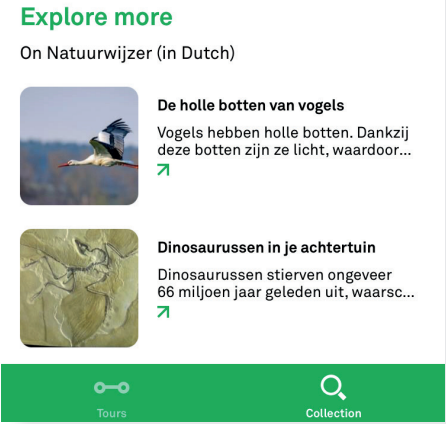 Explore more
On Natuurwijzer (in Dutch)
De holle botten van vogels
Vogels hebben holle botten. Dankzij
deze botten zijn ze licht, waardoor...
Dinosaurussen in je achtertuin
Dinosaurussen stierven ongeveer
66 miljoen jaar geleden uit, waarsc...
Tours
Collection